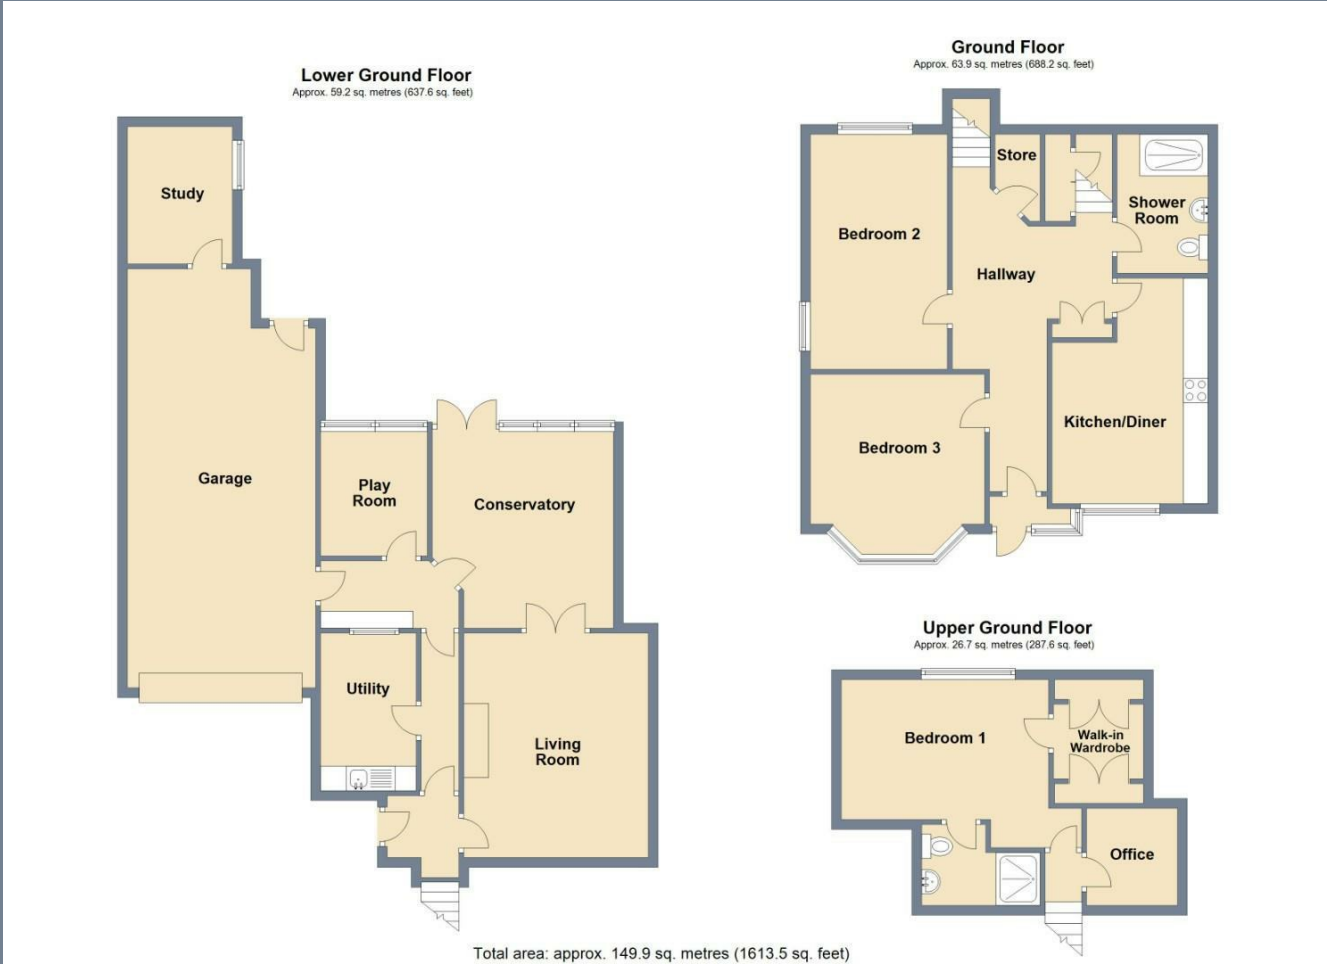 Lower Ground Floor
Approx. 59.2 sq. metres (637.6 sq. feet)
Study
Garage
Play
Room
Conservatory
Utility
Living
Room
Ground Floor
Approx. 63.9 sq. metres (688.2 sq. feet)
Store
Shower
Room
Bedroom 2
Hallway
Kitchen/Diner
Bedroom 3
Upper Ground Floor
Approx. 26.7 sq. metres (287.6 sq. feet)
Bedroom 1
Walk-in
Wardrobe
Office
Total area: approx. 149.9 sq. metres (1613.5 sq. feet)